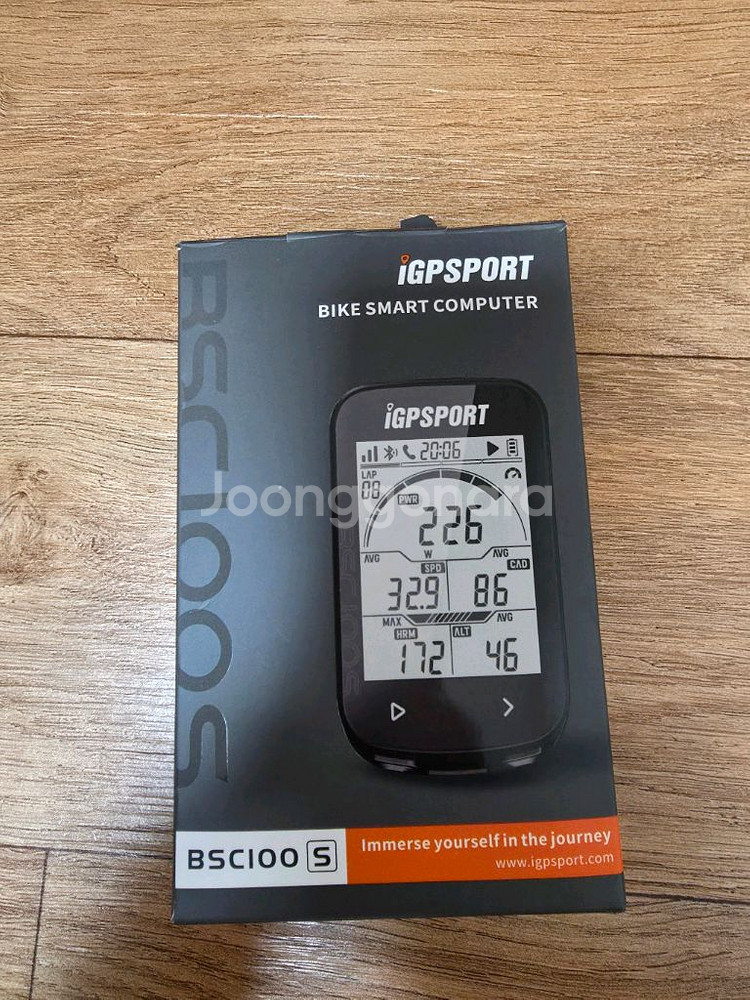 iGPSPORT
BIKE SMART COMPUTER
BSC100S
iGPSPORT
20:06
LAP
08
PWR
226
AVG W AVG
SPD CAD
32.9 86
MAX AVG
HRM ALT
172 46
Joonggonara
BSC100 S
Immerse yourself in the journey
www.igpsport.com